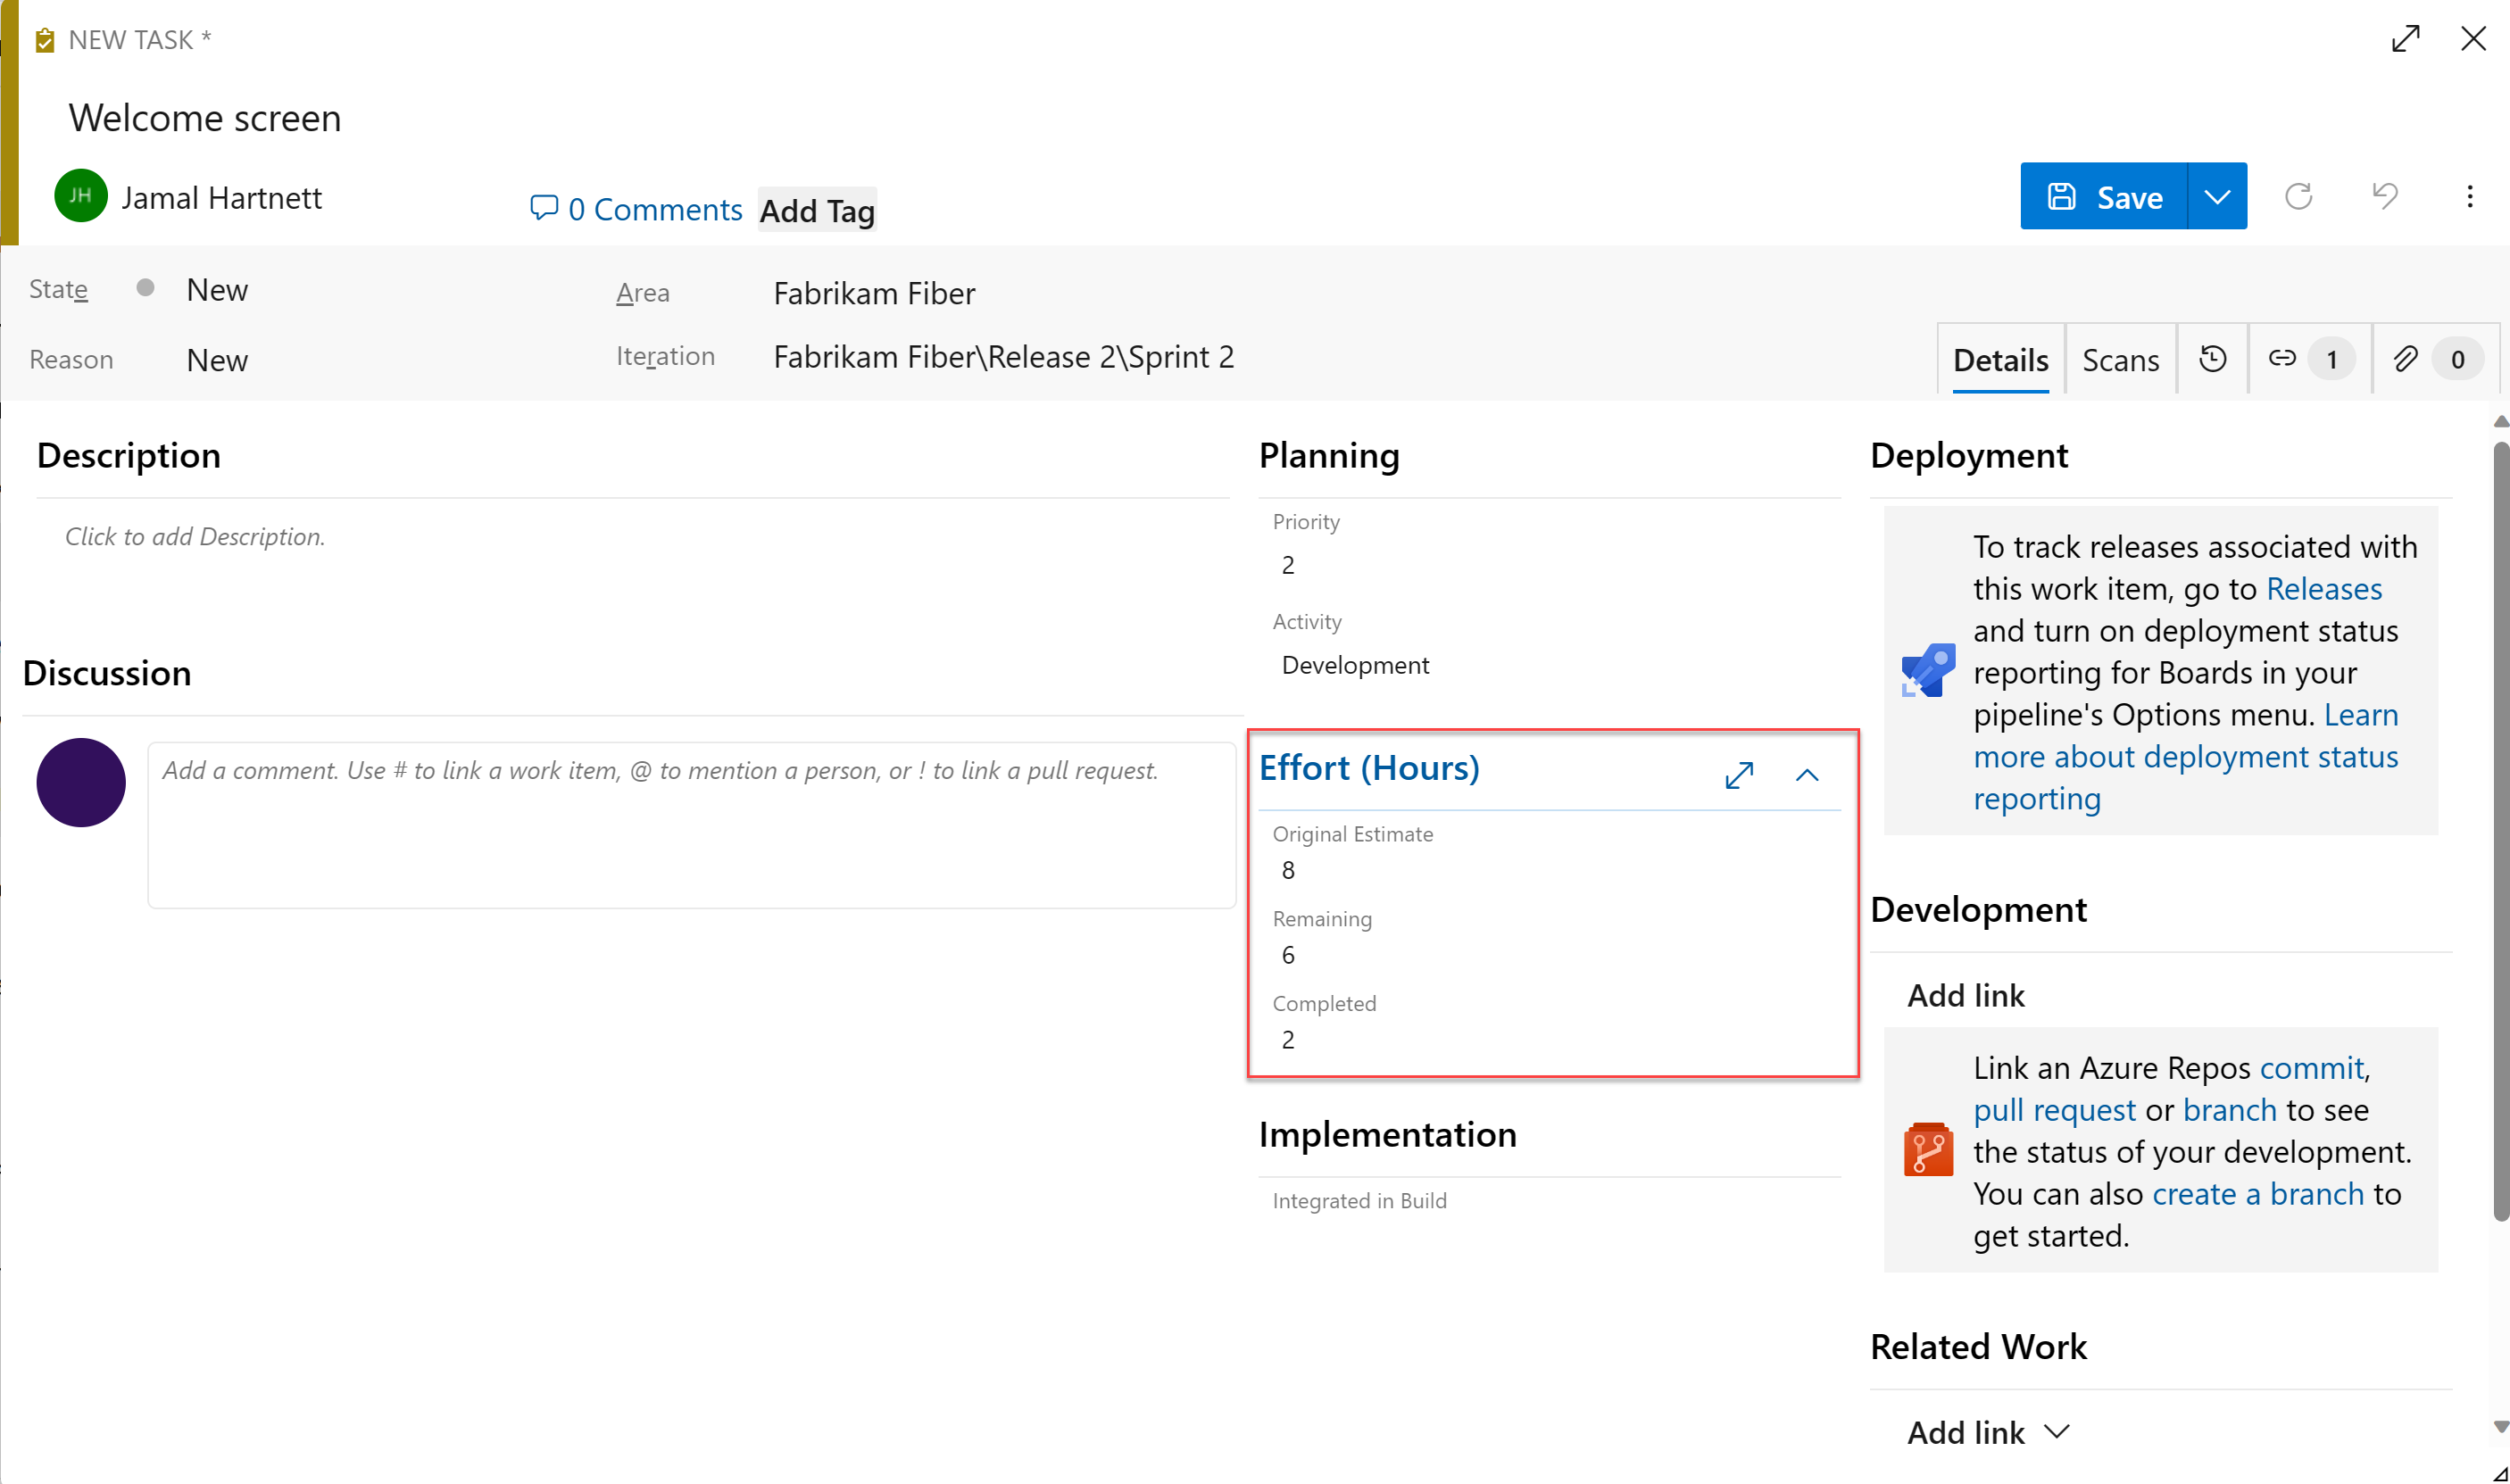 NEW TASK *
Welcome screen
JH Jamal Hartnett
0 Comments
Add Tag
Save
State New
Area Fabrikam Fiber
Reason New
Iteration Fabrikam Fiber\Release 2\Sprint 2
Details
Scans
1
0
Description
Click to add Description.
Discussion
Add a comment. Use # to link a work item, @ to mention a person, or ! to link a pull request.
Planning
Priority
2
Activity
Development
Effort (Hours)
Original Estimate
8
Remaining
6
Completed
2
Implementation
Integrated in Build
Deployment
To track releases associated with
this work item, go to Releases
and turn on deployment status
reporting for Boards in your
pipeline's Options menu. Learn
more about deployment status
reporting
Development
Add link
Link an Azure Repos commit,
pull request or branch to see
the status of your development.
You can also create a branch to
get started.
Related Work
Add link